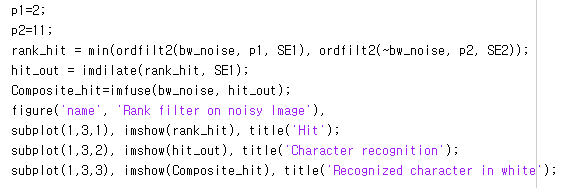 p1=2;
p2=11;
rank_hit = min(ordfilt2(bw_noise, p1, SE1), ordfilt2(~bw_noise, p2, SE2));
hit_out = imdilate(rank_hit, SE1);
Composite_hit=imfuse(bw_noise, hit_out);
figure('name', 'Rank filter on noisy Image'),
subplot(1,3,1), imshow(rank_hit), title('Hit');
subplot(1,3,2), imshow(hit_out), title('Character recognition');
subplot(1,3,3), imshow(Composite_hit), title('Recognized character in white');